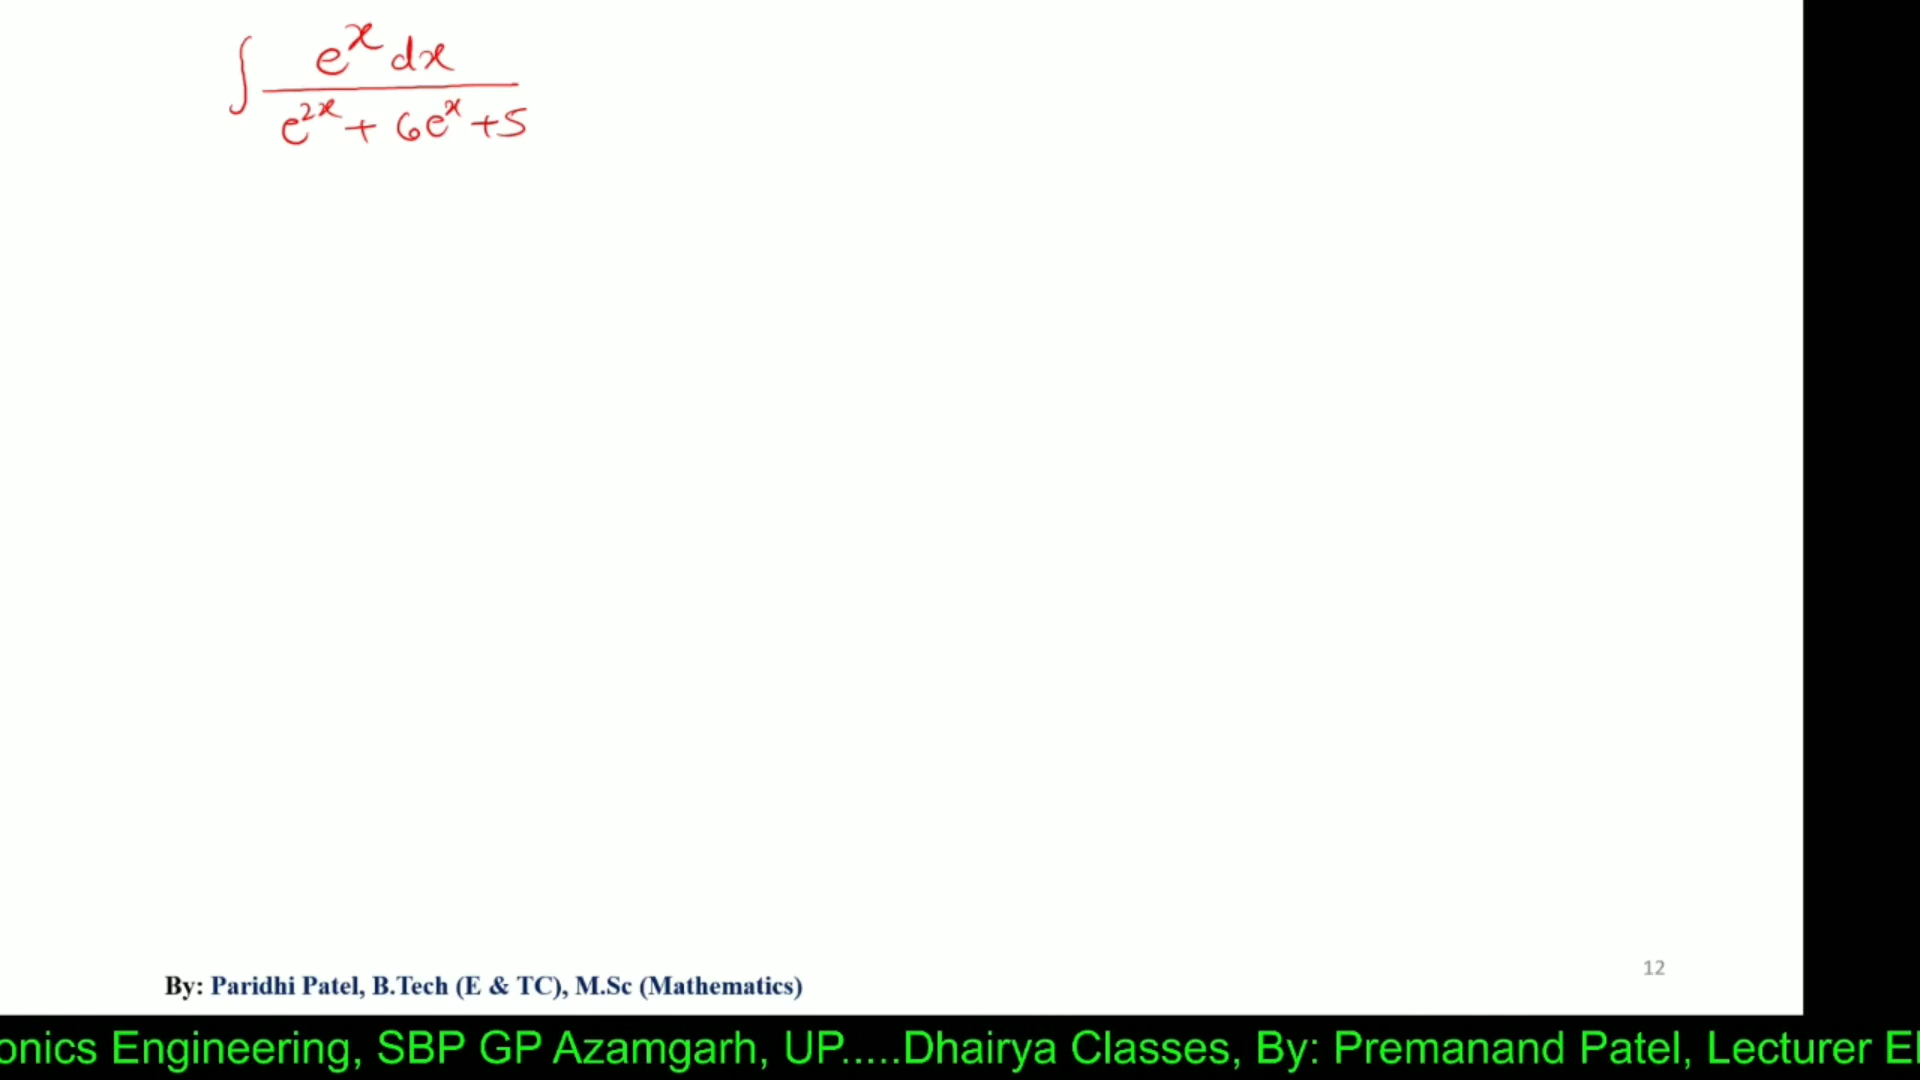 ∫ e^x dx / e^2x + 6e^x + 5
By: Paridhi Patel, B.Tech (E & TC), M.Sc (Mathematics)
12
onics Engineering, SBP GP Azamgarh, UP.....Dhairya Classes, By: Premanand Patel, Lecturer El